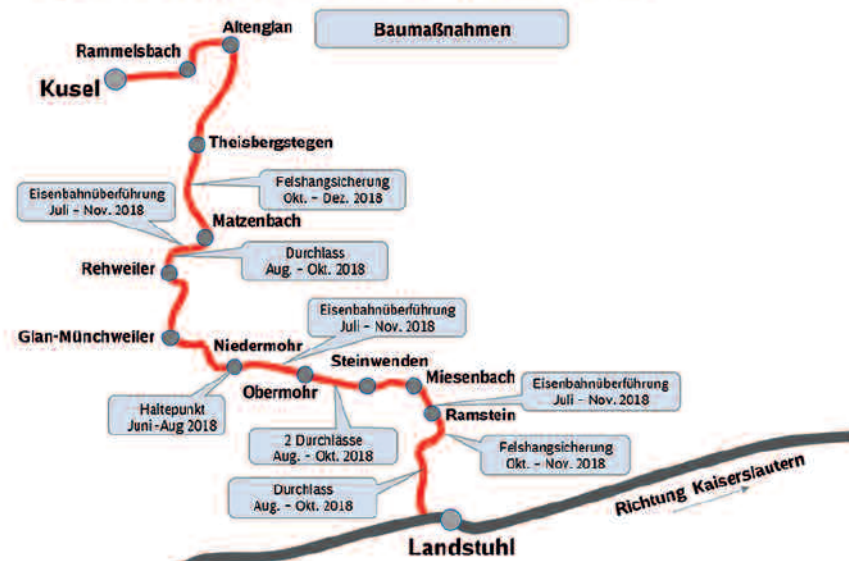 Altenglan
Baumaßnahmen
Rammelsbach
Kusel
Theisbergstegen
Felshangsicherung
Okt. - Dez. 2018
Eisenbahnüberführung
Juli - Nov. 2018
Matzenbach
Durchlass
Aug. - Okt. 2018
Rehweiler
Eisenbahnüberführung
Juli - Nov. 2018
Glan-Münchweiler
Niedermohr
Steinwenden
Obermohr
Miesenbach
Eisenbahnüberführung
Juli - Nov. 2018
Haltepunkt
Juni -Aug 2018
Ramstein
2 Durchlässe
Aug. - Okt. 2018
Felshangsicherung
Okt. - Nov. 2018
Durchlass
Aug. - Okt. 2018
Richtung Kaiserslautern
Landstuhl